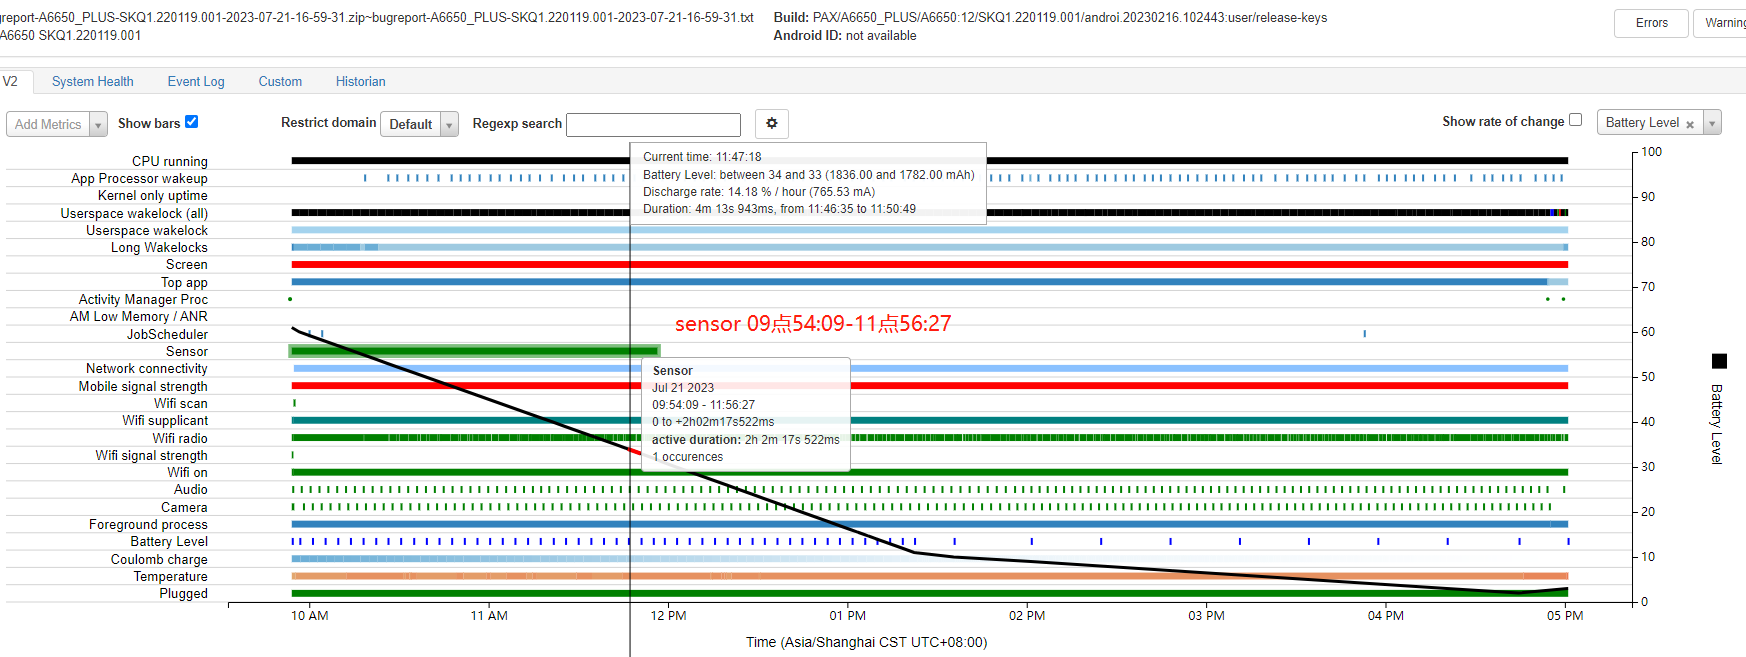 greport-A6650_PLUS-SKQ1.220119.001-2023-07-21-16-59-31.zip~bugreport-A6650_PLUS-SKQ1.220119.001-2023-07-21-16-59-31.txt
Build: PAX/A6650_PLUS/A6650:12/SKQ1.220119.001/androi.20230216.102443:user/release-keys
Errors
Warning
A6650 SKQ1.220119.001
Android ID: not available
V2
System Health
Event Log
Custom
Historian
Add Metrics
Show bars
Restrict domain
Default
Regexp search
Show rate of change
Battery Level
CPU running
App Processor wakeup
Kernel only uptime
Userspace wakelock (all)
Userspace wakelock
Long Wakelocks
Screen
Top app
Activity Manager Proc
AM Low Memory / ANR
JobScheduler
Sensor
Network connectivity
Mobile signal strength
Wifi scan
Wifi supplicant
Wifi radio
Wifi signal strength
Wifi on
Audio
Camera
Foreground process
Battery Level
Coulomb charge
Temperature
Plugged
Current time: 11:47:18
Battery Level: between 34 and 33 (1836.00 and 1782.00 mAh)
Discharge rate: 14.18 % / hour (765.53 mA)
Duration: 4m 13s 943ms, from 11:46:35 to 11:50:49
sensor 09点54:09-11点56:27
Sensor
Jul 21 2023
09:54:09 - 11:56:27
0 to +2h02m17s522ms
active duration: 2h 2m 17s 522ms
1 occurences
100
90
80
70
60
50
40
30
20
10
0
Battery Level
10 AM
11 AM
12 PM
01 PM
02 PM
03 PM
04 PM
05 PM
Time (Asia/Shanghai CST UTC+08:00)